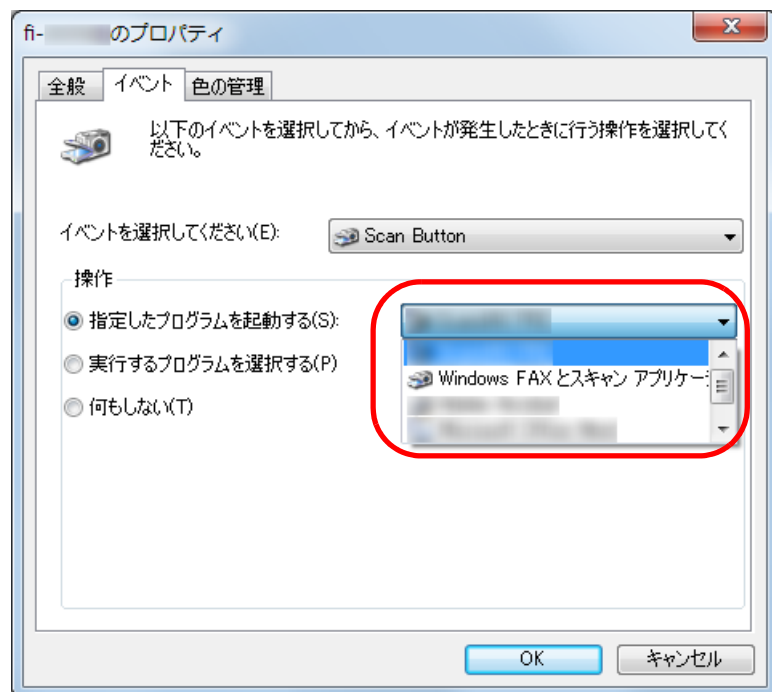 fi- のプロパティ
全般 イベント 色の管理
以下のイベントを選択してから、イベントが発生したときに行う操作を選択してく
ださい。
イベントを選択してください(E): Scan Button
操作
指定したプログラムを起動する(S):
実行するプログラムを選択する(P)
Windows FAX とスキャン アプリケー
何もしない(T)
OK キャンセル